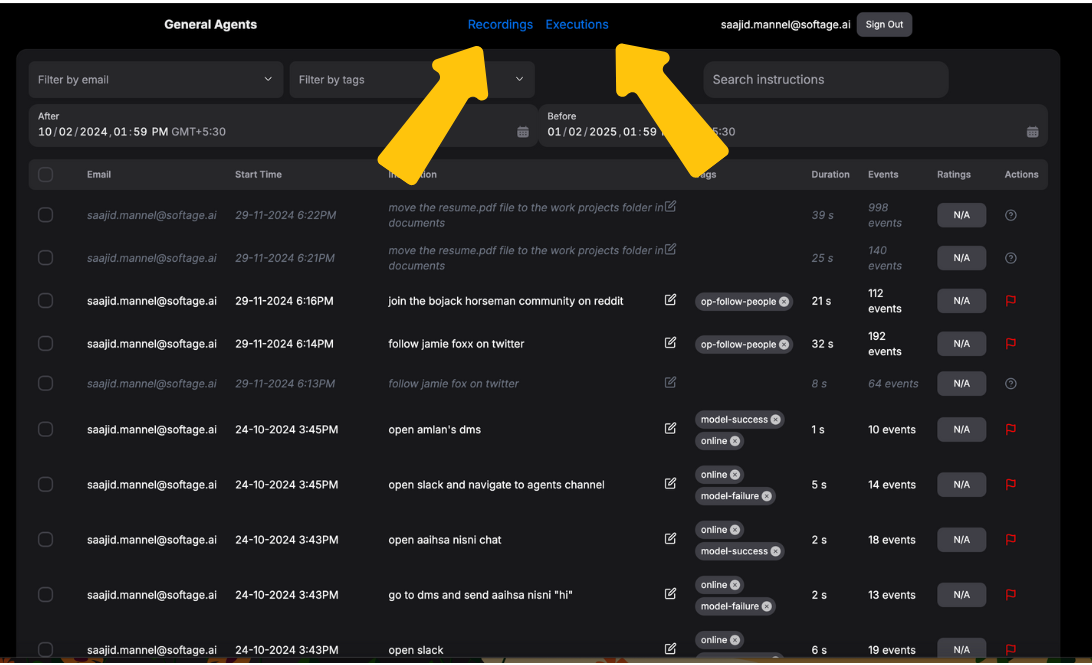 General Agents
Recordings Executions
saajid.mannel@softage.ai Sign Out
Filter by email
Filter by tags
Search instructions
After
10/02/2024, 01:59 PM GMT+5:30
Before
01/02/2025, 01:59 5:30
Email Start Time Duration Events Ratings Actions
saajid.mannel@softage.ai 29-11-2024 6:22PM move the resume.pdf file to the work projects folder in documents 39 s 998 events N/A
saajid.mannel@softage.ai 29-11-2024 6:21PM move the resume.pdf file to the work projects folder in documents 25 s 140 events N/A
saajid.mannel@softage.ai 29-11-2024 6:16PM join the bojack horseman community on reddit op-follow-people 21 s 112 events N/A
saajid.mannel@softage.ai 29-11-2024 6:14PM follow jamie foxx on twitter op-follow-people 32 s 192 events N/A
saajid.mannel@softage.ai 29-11-2024 6:13PM follow jamie fox on twitter 8 s 64 events N/A
saajid.mannel@softage.ai 24-10-2024 3:45PM open amlan's dms model-success online 1 s 10 events N/A
saajid.mannel@softage.ai 24-10-2024 3:45PM open slack and navigate to agents channel online model-failure 5 s 14 events N/A
saajid.mannel@softage.ai 24-10-2024 3:43PM open aaihsa nisni chat online model-success 2 s 18 events N/A
saajid.mannel@softage.ai 24-10-2024 3:43PM go to dms and send aaihsa nisni "hi" online model-failure 2 s 13 events N/A
saajid.mannel@softage.ai 24-10-2024 3:43PM open slack online 6 s 19 events N/A